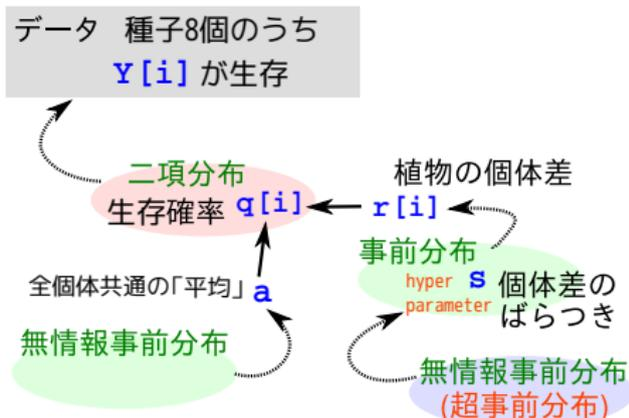 データ 種子8個のうち
Y[i] が生存
二項分布
生存確率 q[i]
植物の個体差
r[i]
事前分布
hyper parameter
s 個体差の
ばらつき
全個体共通の「平均」 a
無情報事前分布
無情報事前分布
(超事前分布)